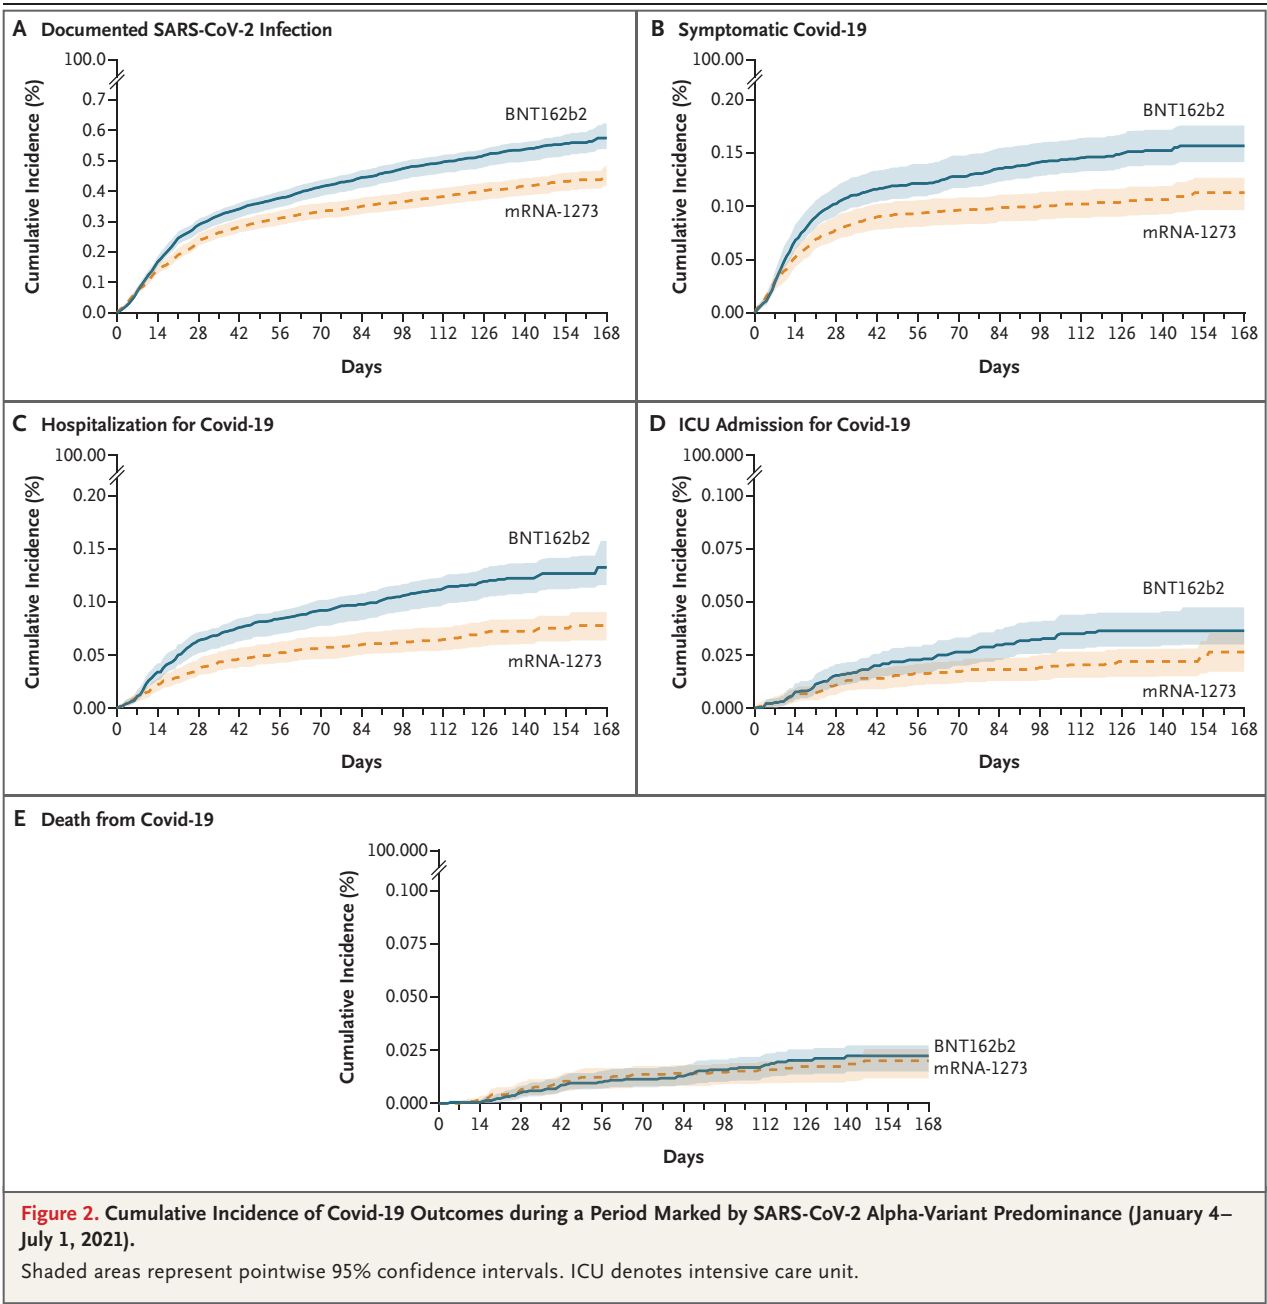 A Documented SARS-CoV-2 Infection
100.0
0.7
0.6
0.5
0.4
0.3
0.2
0.1
0.0
Cumulative Incidence (%)
BNT162b2
mRNA-1273
0 14 28 42 56 70 84 98 112 126 140 154 168
Days
B Symptomatic Covid-19
100.00
0.20
0.15
0.10
0.05
0.00
Cumulative Incidence (%)
BNT162b2
mRNA-1273
0 14 28 42 56 70 84 98 112 126 140 154 168
Days
C Hospitalization for Covid-19
100.00
0.20
0.15
0.10
0.05
0.00
Cumulative Incidence (%)
BNT162b2
mRNA-1273
0 14 28 42 56 70 84 98 112 126 140 154 168
Days
D ICU Admission for Covid-19
100.000
0.100
0.075
0.050
0.025
0.000
Cumulative Incidence (%)
BNT162b2
mRNA-1273
0 14 28 42 56 70 84 98 112 126 140 154 168
Days
E Death from Covid-19
100.000
0.100
0.075
0.050
0.025
0.000
Cumulative Incidence (%)
BNT162b2
mRNA-1273
0 14 28 42 56 70 84 98 112 126 140 154 168
Days
Figure 2. Cumulative Incidence of Covid-19 Outcomes during a Period Marked by SARS-CoV-2 Alpha-Variant Predominance (January 4–
July 1, 2021).
Shaded areas represent pointwise 95% confidence intervals. ICU denotes intensive care unit.